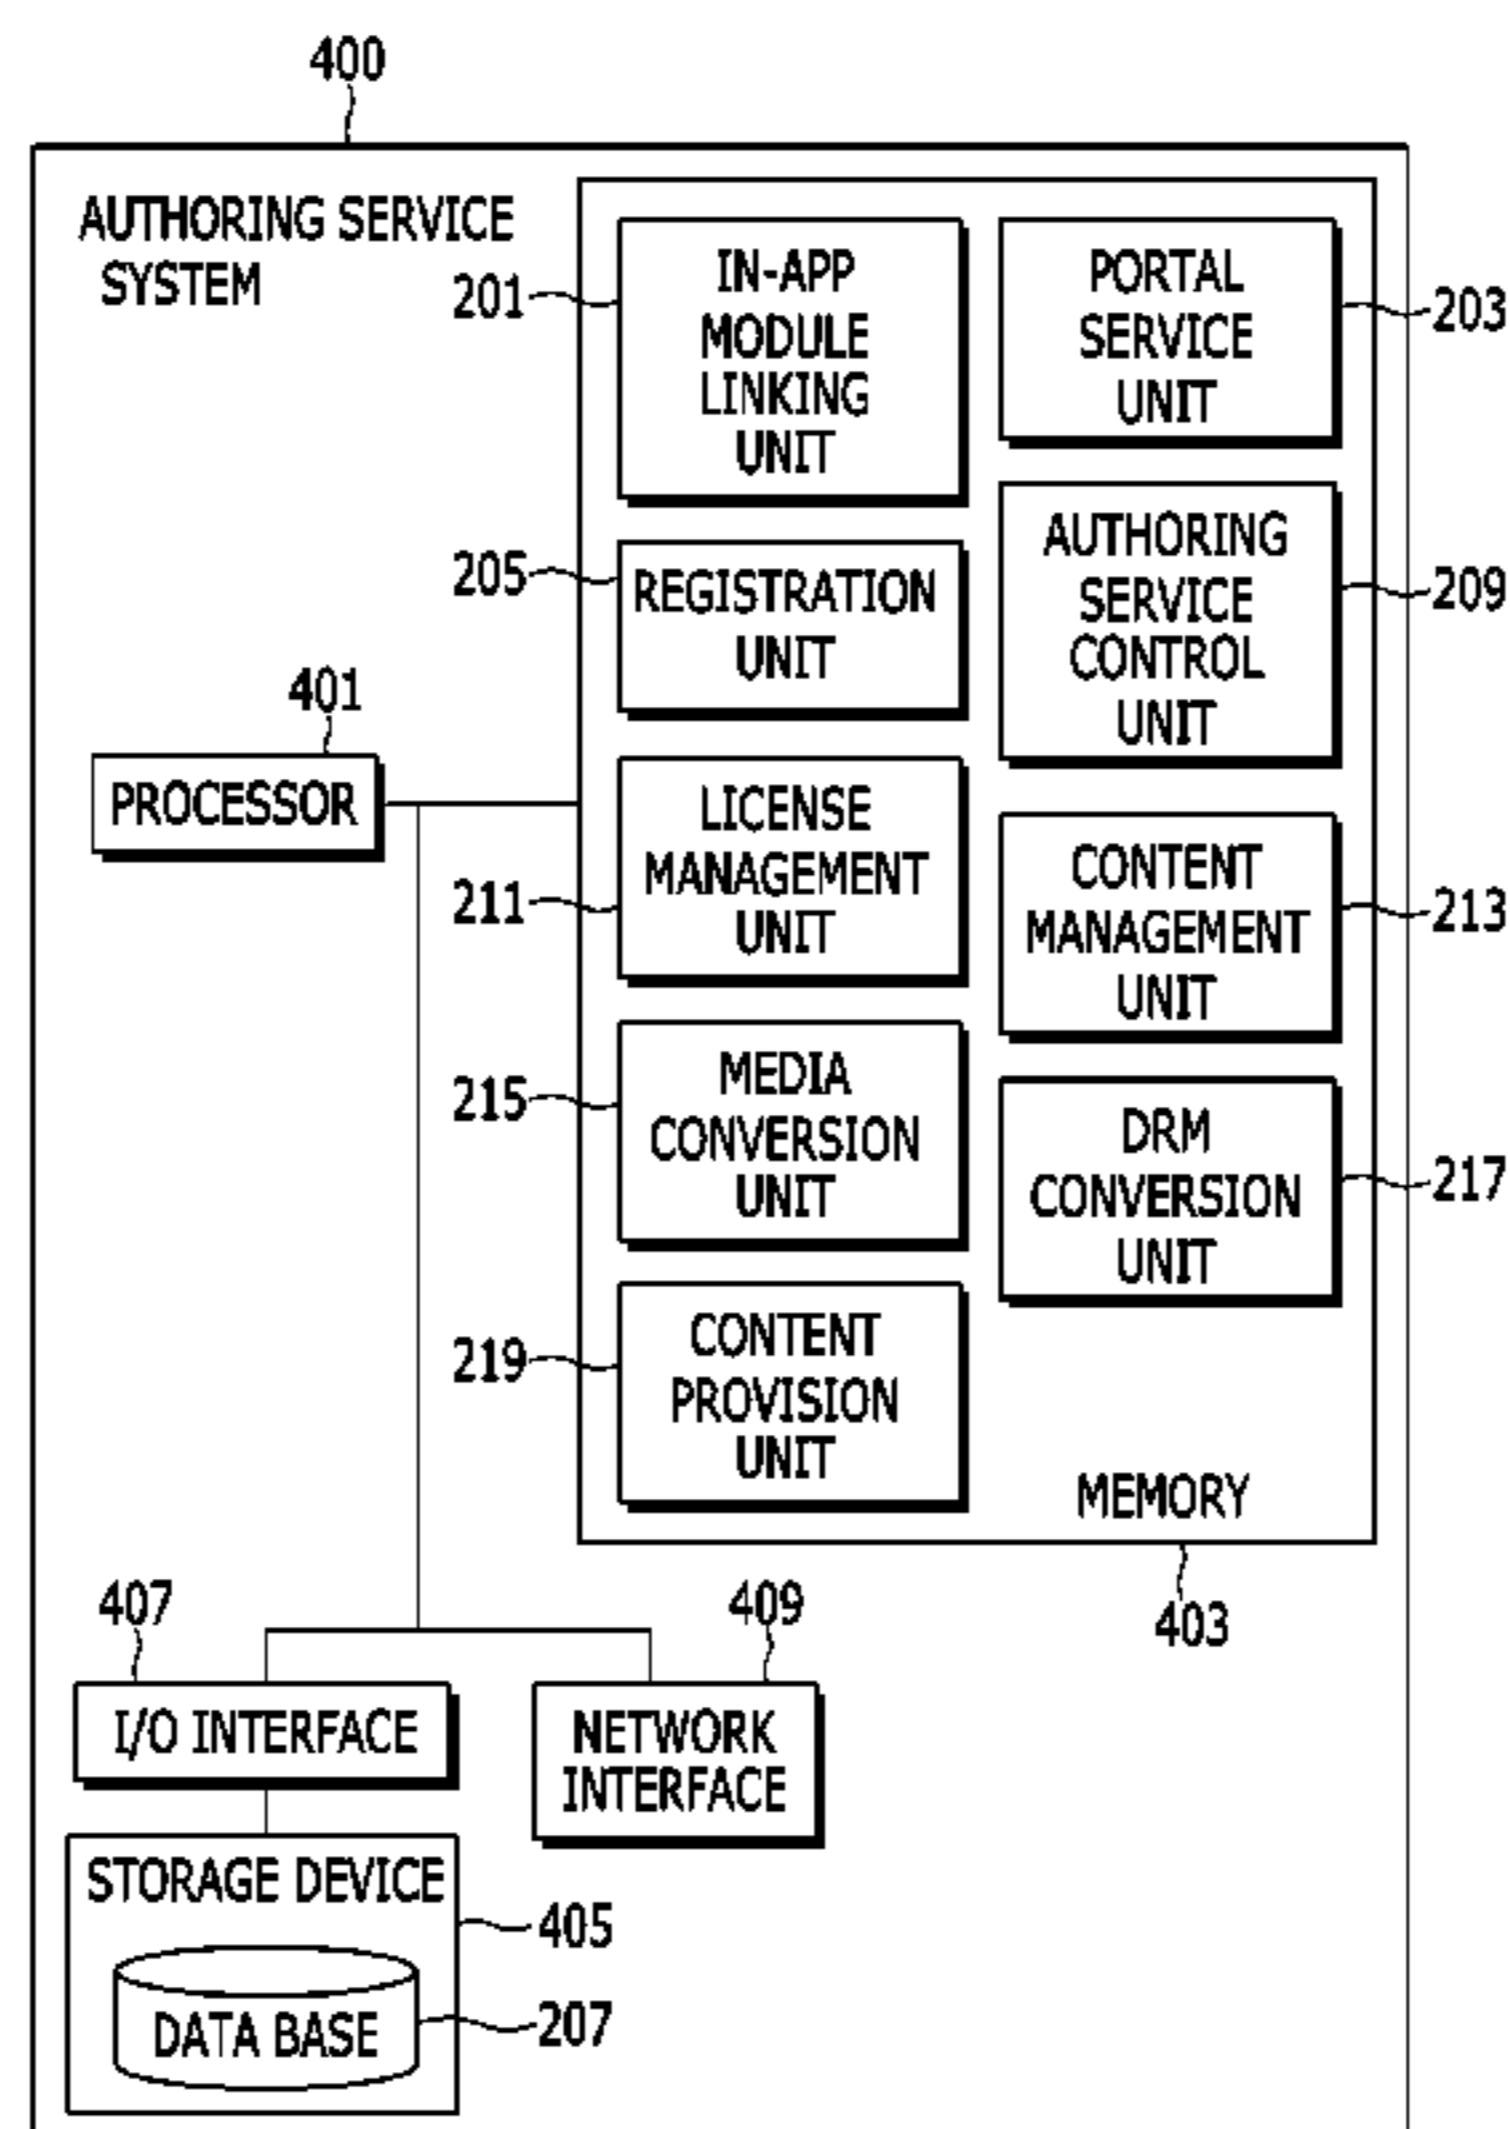 400
AUTHORING SERVICE
SYSTEM
201
IN-APP
MODULE
LINKING
UNIT
PORTAL
SERVICE
UNIT
203
205
REGISTRATION
UNIT
AUTHORING
SERVICE
CONTROL
UNIT
209
401
PROCESSOR
211
LICENSE
MANAGEMENT
UNIT
CONTENT
MANAGEMENT
UNIT
213
215
MEDIA
CONVERSION
UNIT
DRM
CONVERSION
UNIT
217
219
CONTENT
PROVISION
UNIT
MEMORY
403
407
I/O INTERFACE
409
NETWORK
INTERFACE
STORAGE DEVICE
405
DATA BASE
207